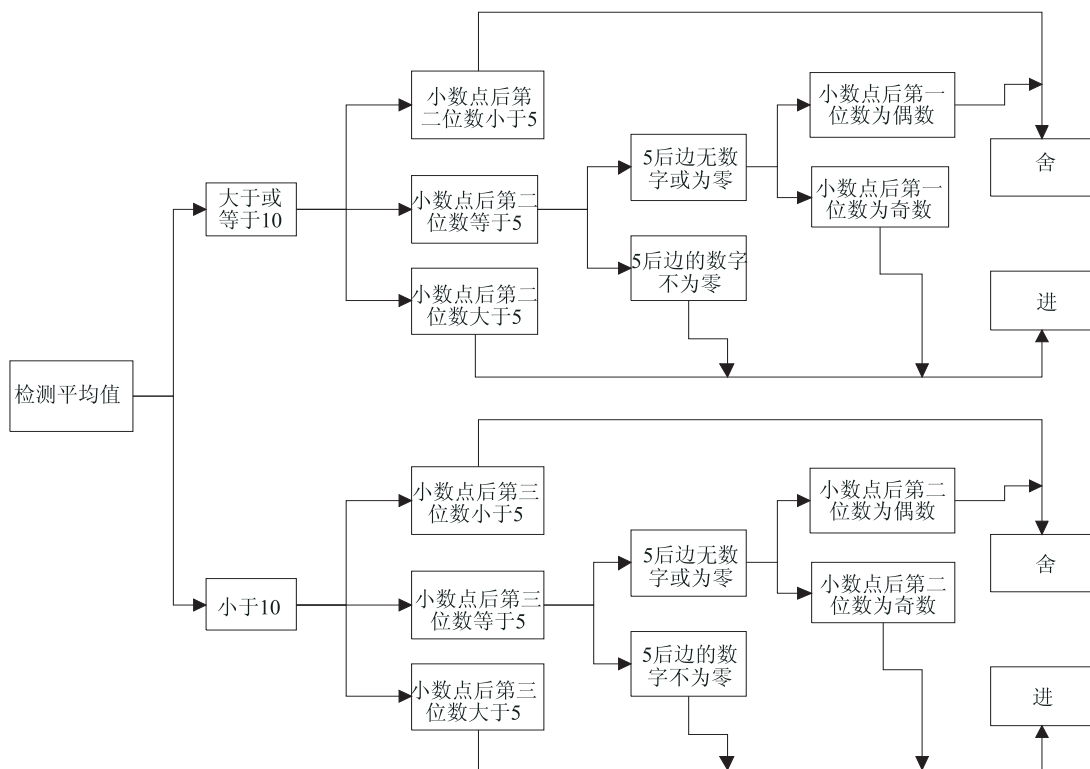 小数点后第
二位数小于5
小数点后第一
位数为偶数
5后边无数
字或为零
舍
大于或
等于10
小数点后第二
位数等于5
小数点后第一
位数为奇数
5后边的数字
不为零
小数点后第二
位数大于5
进
检测平均值
小数点后第三
位数小于5
小数点后第二
位数为偶数
5后边无数
字或为零
舍
小于10
小数点后第三
位数等于5
小数点后第二
位数为奇数
5后边的数
字不为零
小数点后第三
位数大于5
进